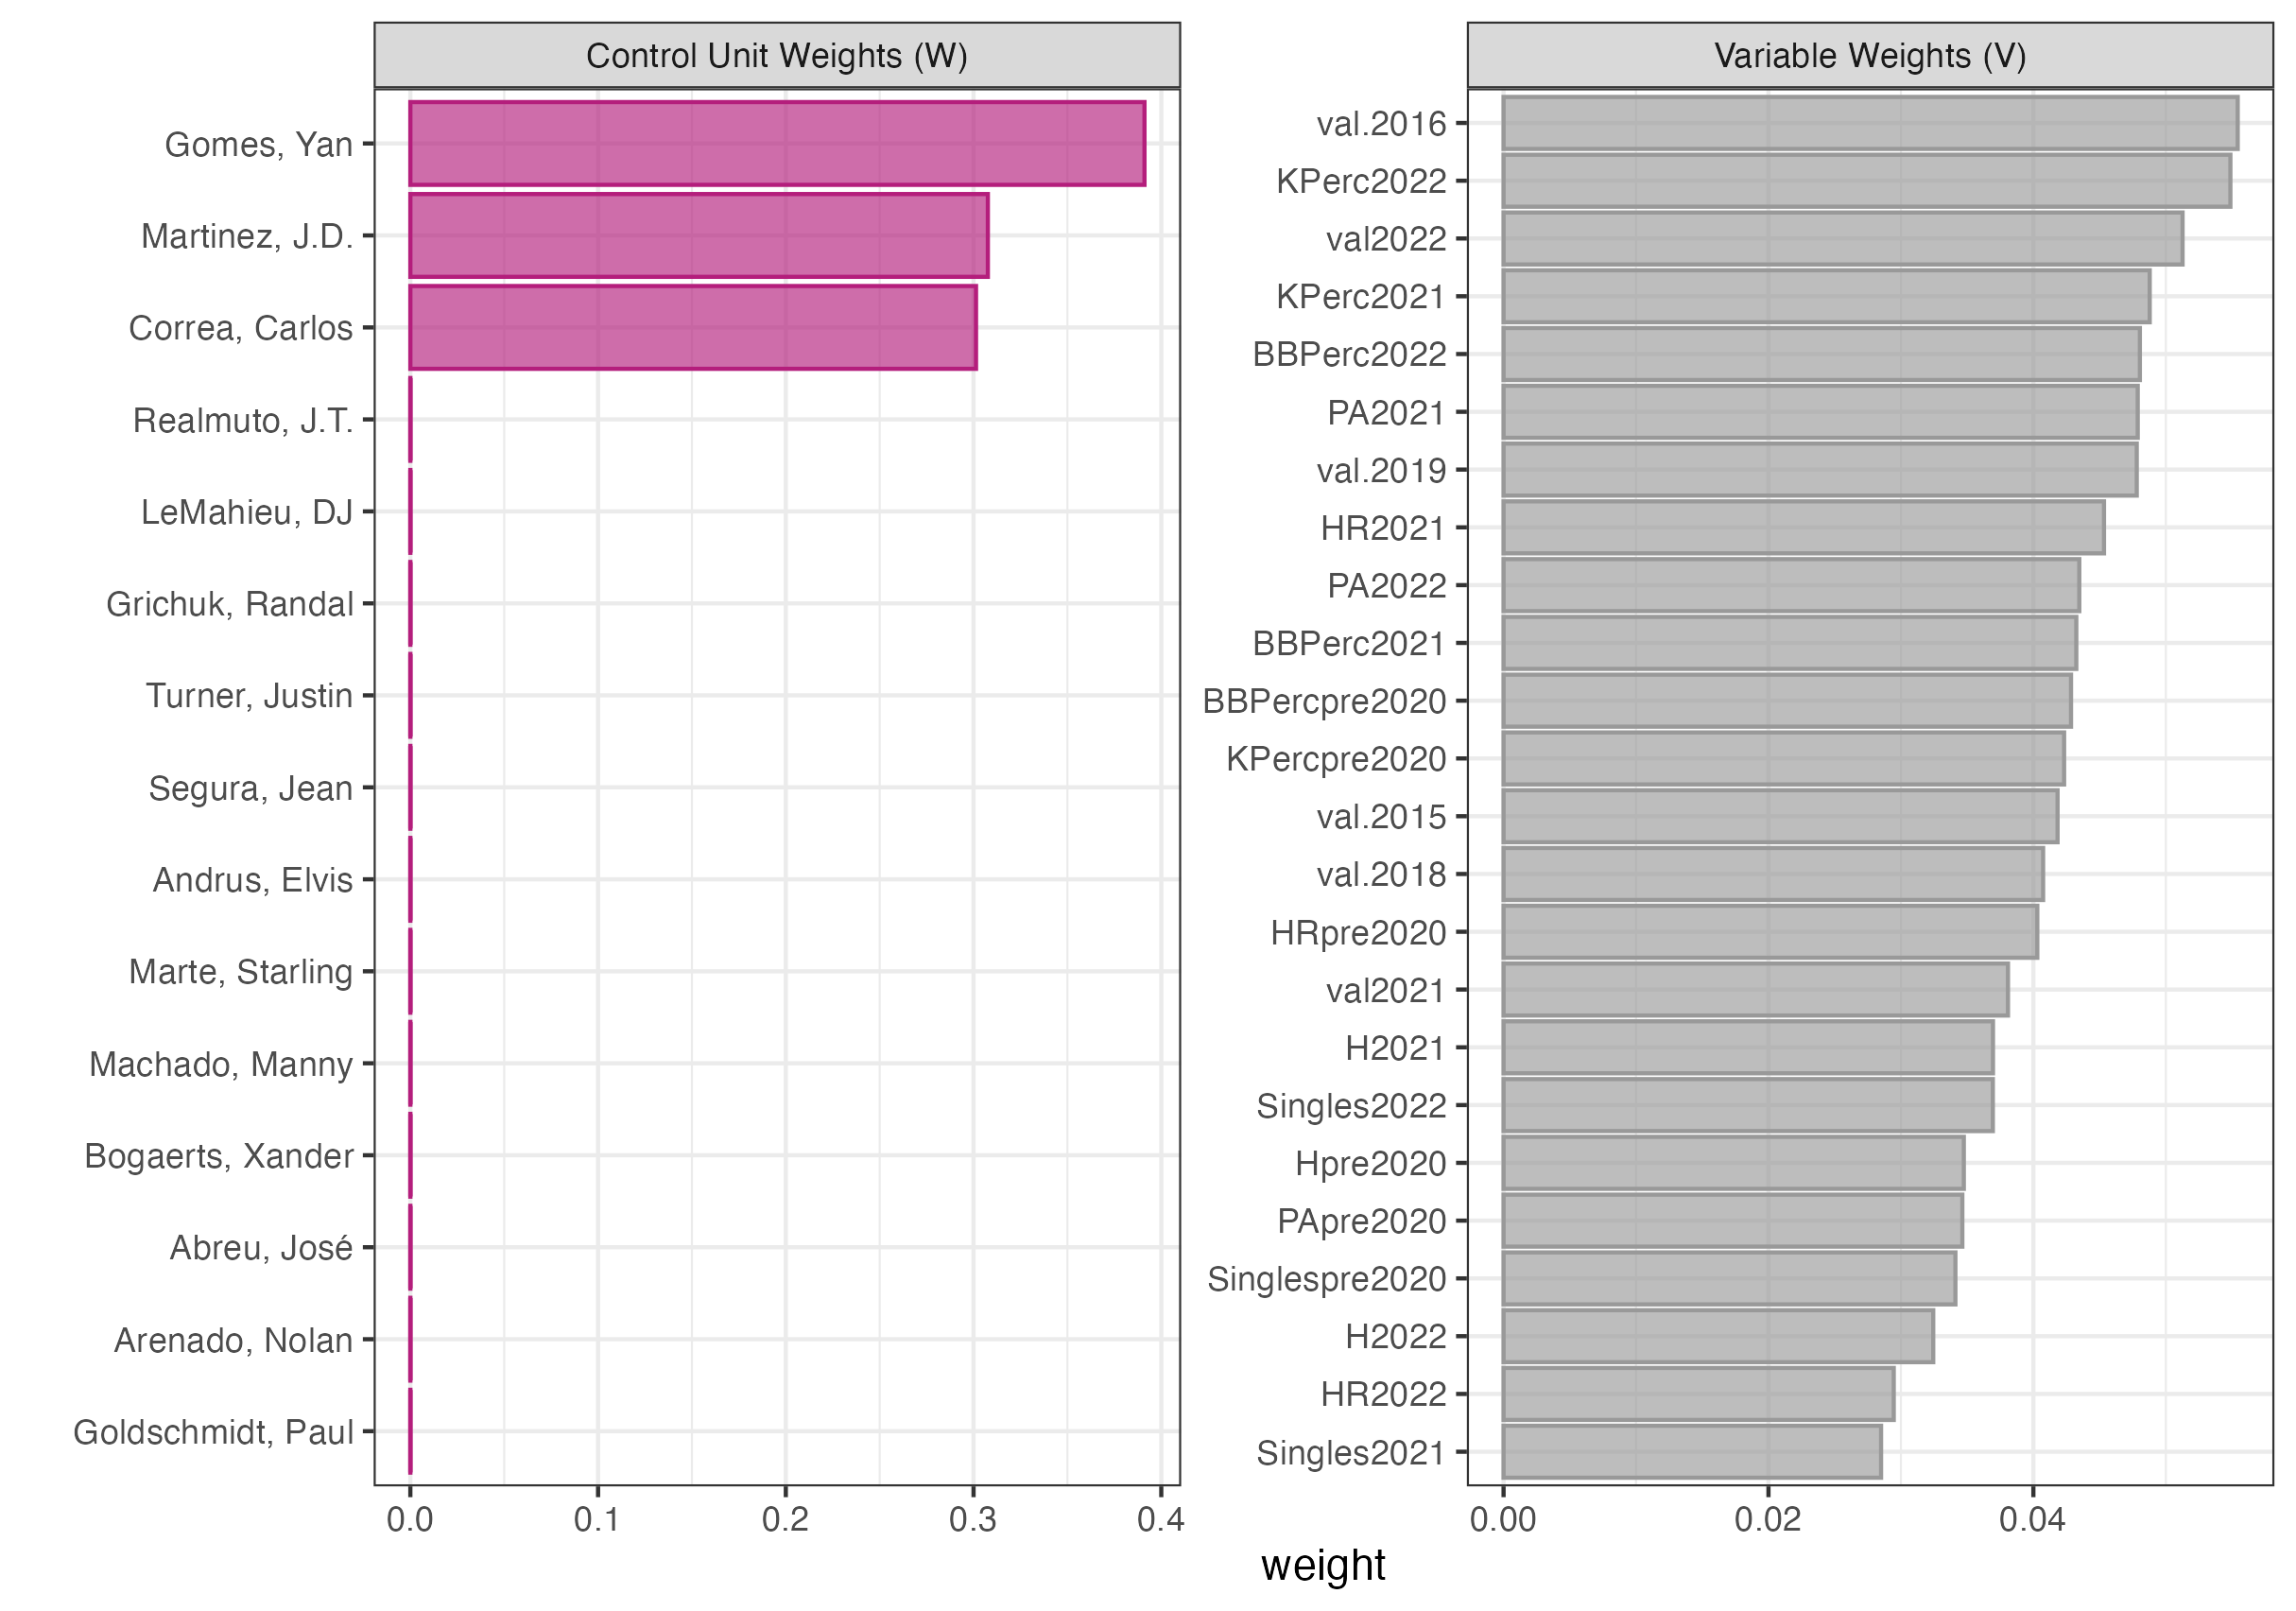 Control Unit Weights (W)
Gomes, Yan
Martinez, J.D.
Correa, Carlos
Realmuto, J.T.
LeMahieu, DJ
Grichuk, Randal
Turner, Justin
Segura, Jean
Andrus, Elvis
Marte, Starling
Machado, Manny
Bogaerts, Xander
Abreu, José
Arenado, Nolan
Goldschmidt, Paul
0.0 0.1 0.2 0.3 0.4
Variable Weights (V)
val.2016
KPerc2022
val2022
KPerc2021
BBPerc2022
PA2021
val.2019
HR2021
PA2022
BBPerc2021
BBPercpre2020
KPercpre2020
val.2015
val.2018
HRpre2020
val2021
H2021
Singles2022
Hpre2020
PApre2020
Singlespre2020
H2022
HR2022
Singles2021
0.00 0.02 0.04
weight